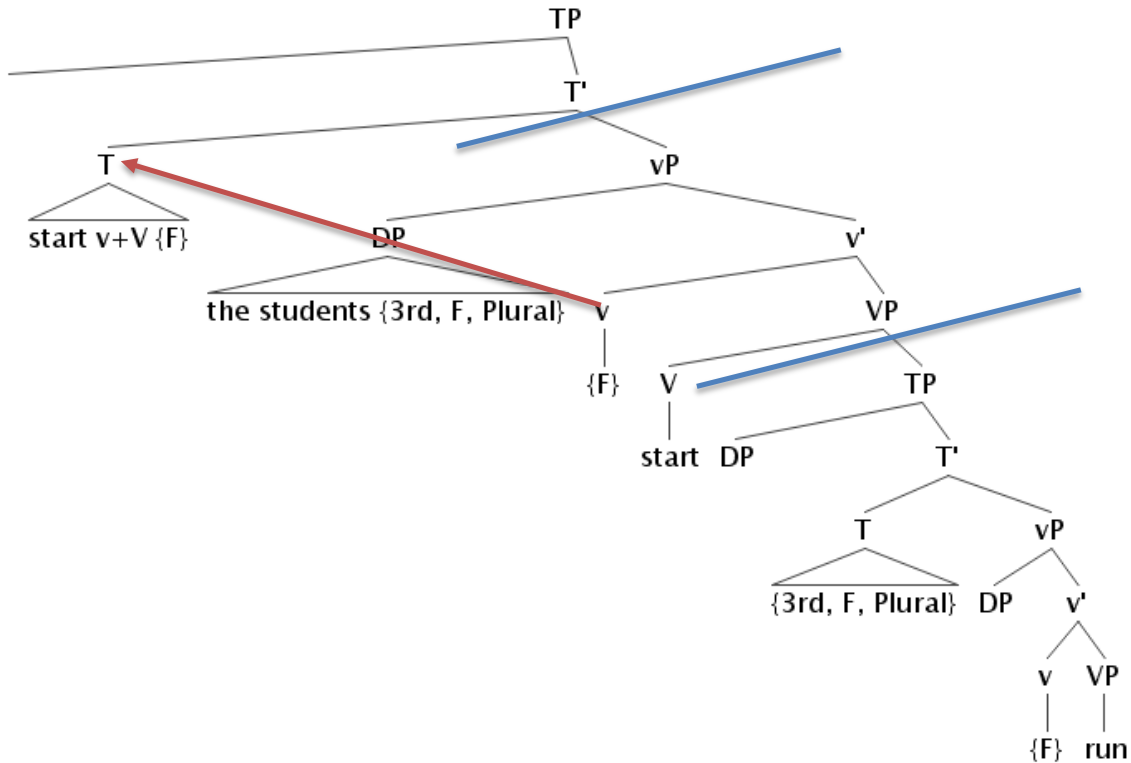 TP
T'
T vP
start v+V {F} DP v'
the students {3rd, F, Plural} v VP
{F} V TP
start DP T'
T vP
{3rd, F, Plural} DP v'
v VP
{F} run